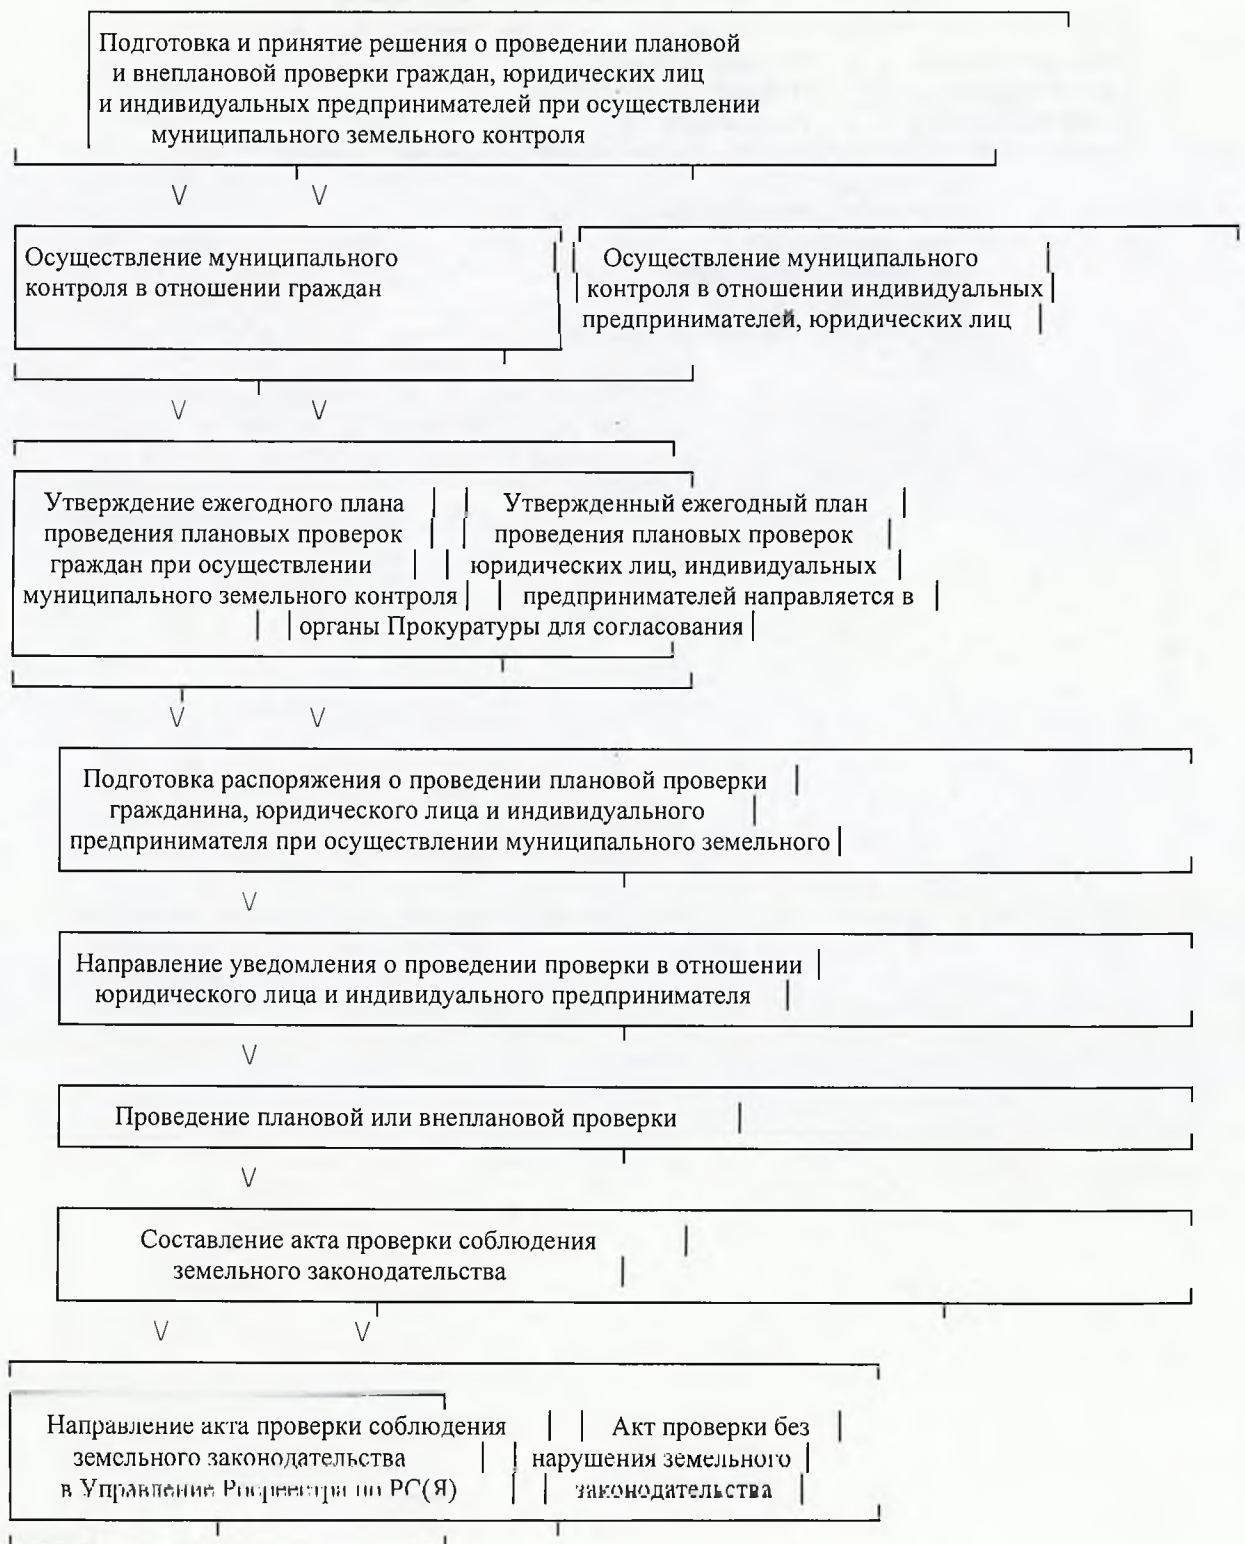 Подготовка и принятие решения о проведении плановой
и внеплановой проверки граждан, юридических лиц
и индивидуальных предпринимателей при осуществлении
муниципального земельного контроля
V V
Осуществление муниципального
контроля в отношении граждан
Осуществление муниципального
контроля в отношении индивидуальных
предпринимателей, юридических лиц
V V
Утверждение ежегодного плана
проведения плановых проверок
граждан при осуществлении
муниципального земельного контроля
Утвержденный ежегодный план
проведения плановых проверок
юридических лиц, индивидуальных
предпринимателей направляется в
органы Прокуратуры для согласования
V V
Подготовка распоряжения о проведении плановой проверки
гражданина, юридического лица и индивидуального
предпринимателя при осуществлении муниципального земельного
V
Направление уведомления о проведении проверки в отношении
юридического лица и индивидуального предпринимателя
V
Проведение плановой или внеплановой проверки
V
Составление акта проверки соблюдения
земельного законодательства
V V
Направление акта проверки соблюдения
земельного законодательства
в Управление Росреестра по РС(Я)
Акт проверки без
нарушения земельного
законодательства